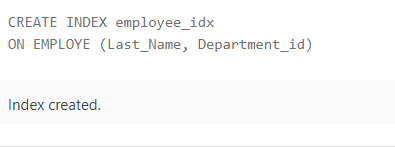 CREATE INDEX employee_idx
ON EMPLOYE (Last_Name, Department_id)
Index created.